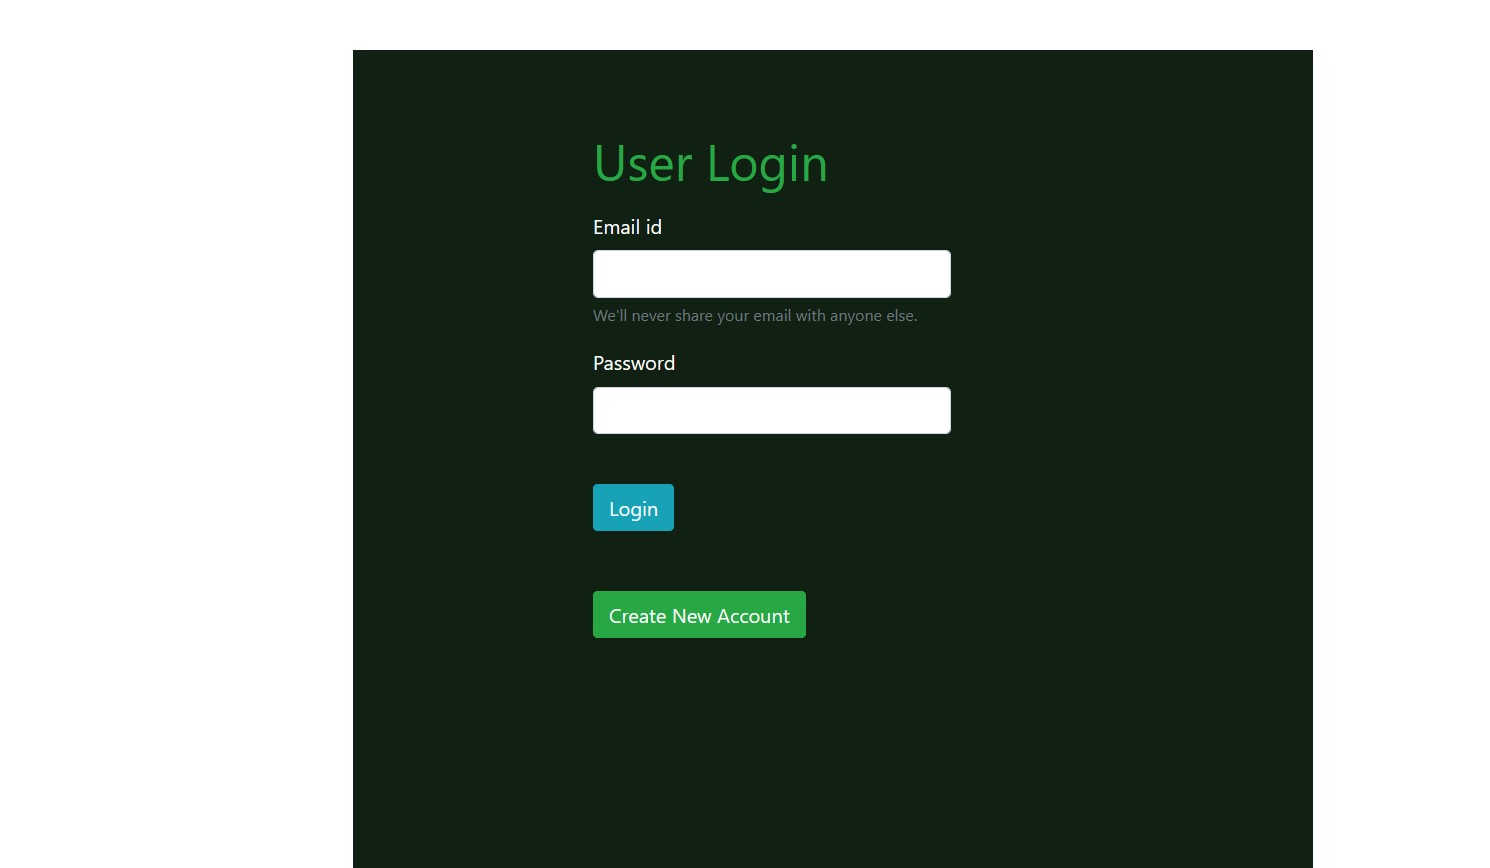 User Login
Email id
We'll never share your email with anyone else.
Password
Login
Create New Account